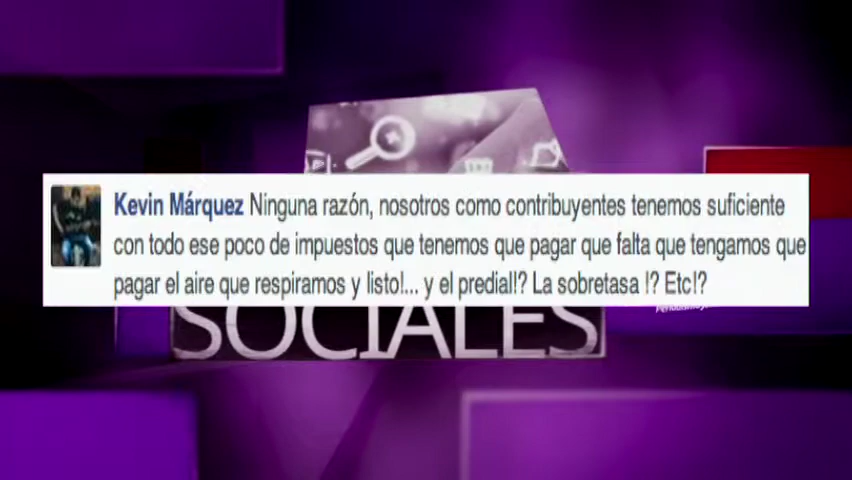 Kevin Márquez Ninguna razón, nosotros como contribuyentes tenemos suficiente
con todo ese poco de impuestos que tenemos que pagar que falta que tengamos que
pagar el aire que respiramos y listo!... y el predial!? La sobretasa !? Etc!?
SOCIALES